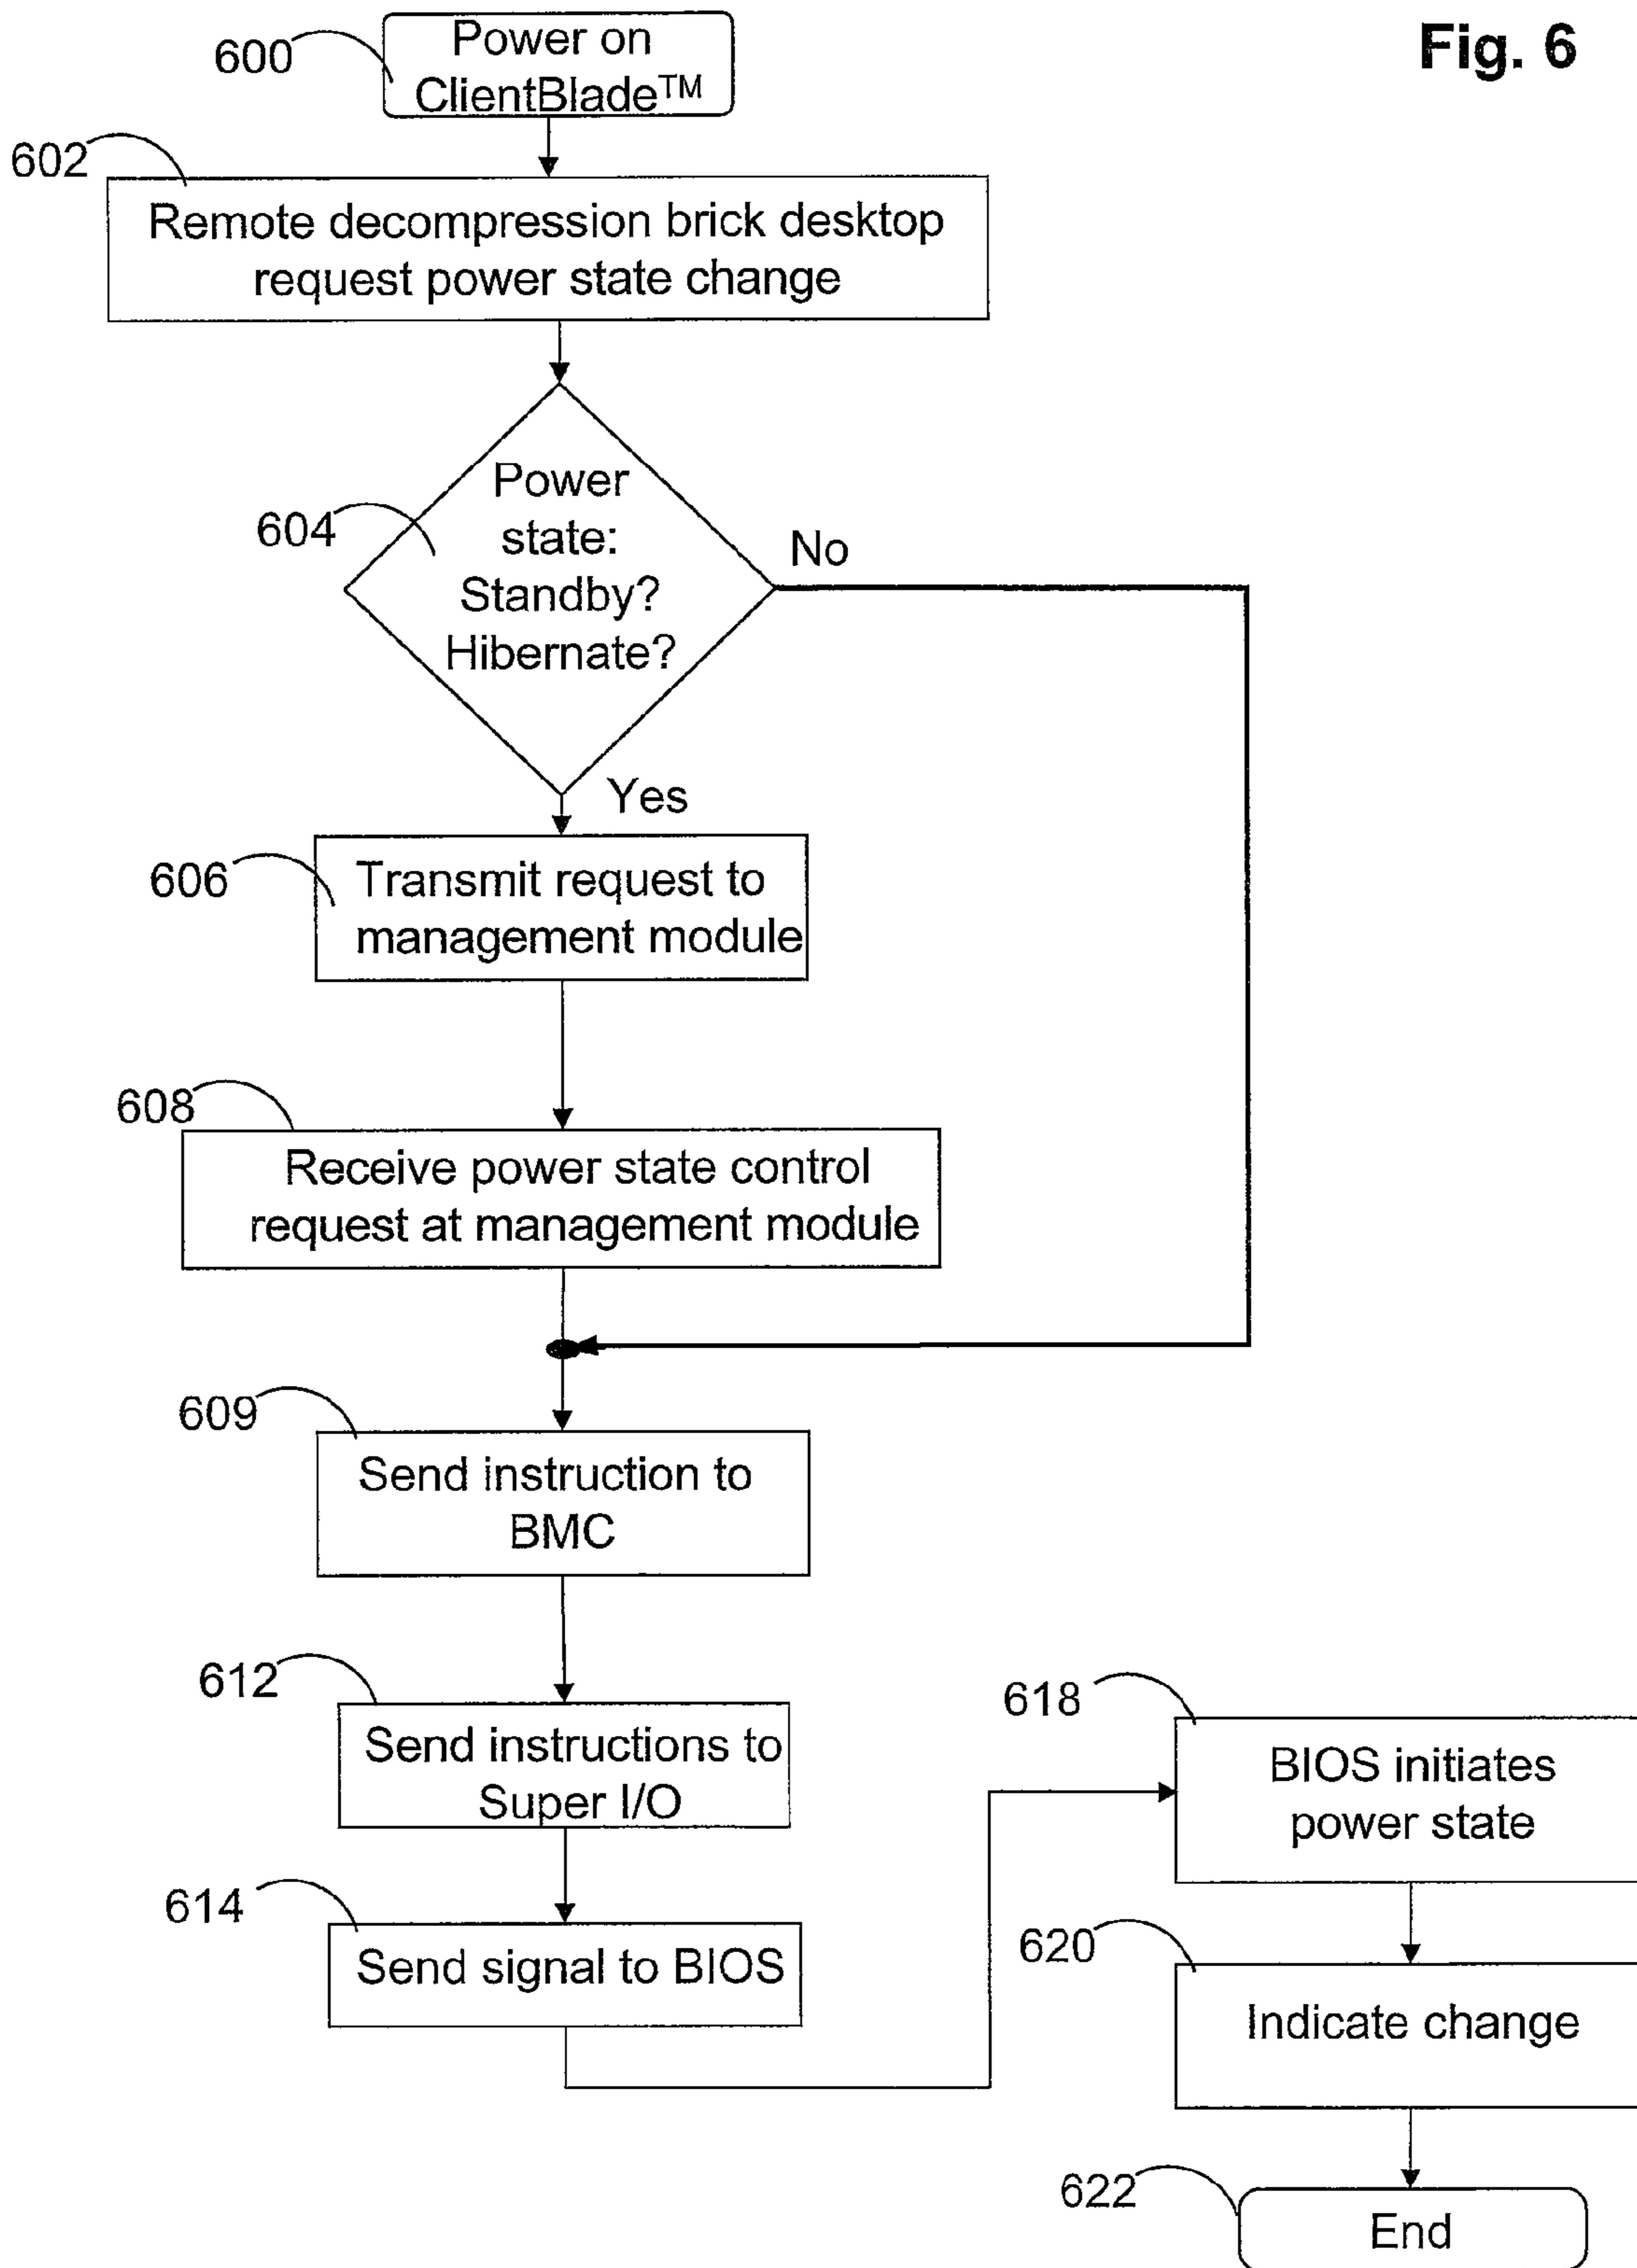 Fig. 6
600
Power on
ClientBlade™
602
Remote decompression brick desktop
request power state change
604
Power
state:
Standby?
Hibernate?
No
Yes
606
Transmit request to
management module
608
Receive power state control
request at management module
609
Send instruction to
BMC
612
Send instructions to
Super I/O
614
Send signal to BIOS
618
BIOS initiates
power state
620
Indicate change
622
End